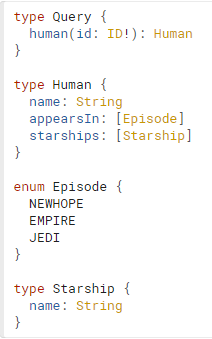 type Query {
  human(id: ID!): Human
}

type Human {
  name: String
  appearsIn: [Episode]
  starships: [Starship]
}

enum Episode {
  NEWHOPE
  EMPIRE
  JEDI
}

type Starship {
  name: String
}